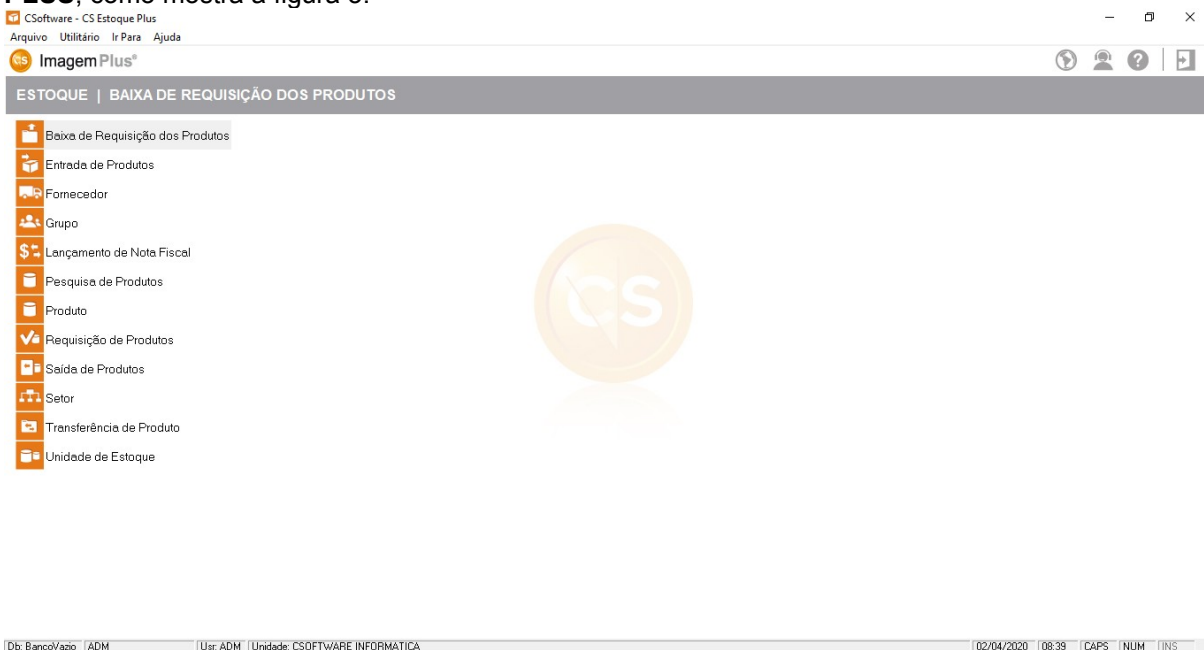 PLUS, como mostra a figura
CSoftware - CS Estoque Plus
Arquivo Utilitário Ir Para Ajuda
CS ImagemPlus®
ESTOQUE | BAIXA DE REQUISIÇÃO DOS PRODUTOS
Baixa de Requisição dos Produtos
Entrada de Produtos
Fornecedor
Grupo
Lançamento de Nota Fiscal
Pesquisa de Produtos
Produto
Requisição de Produtos
Saída de Produtos
Setor
Transferência de Produto
Unidade de Estoque
CS
Db: BancoVazio ADM Usr: ADM Unidade: CSOFTWARE INFORMATICA 02/04/2020 08:39 CAPS NUM INS